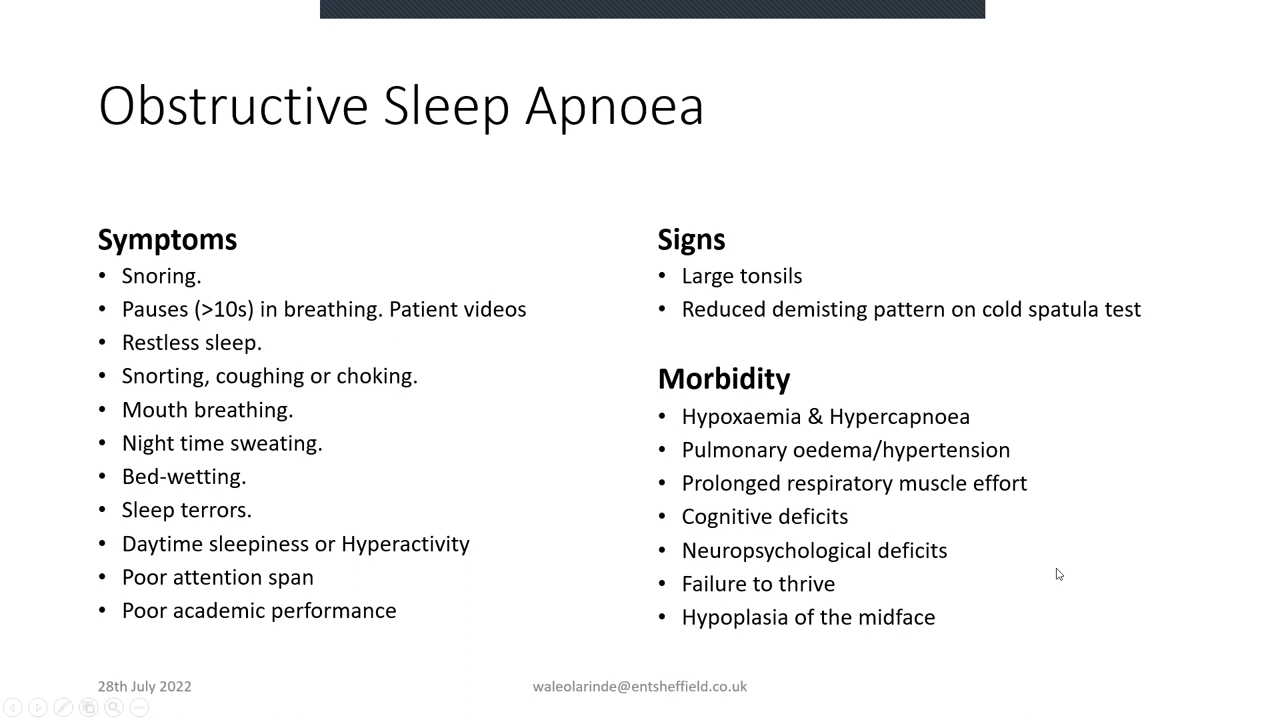 Obstructive Sleep Apnoea
Symptoms
• Snoring.
• Pauses (>10s) in breathing. Patient videos
• Restless sleep.
• Snorting, coughing or choking.
• Mouth breathing.
• Night time sweating.
• Bed-wetting.
• Sleep terrors.
• Daytime sleepiness or Hyperactivity
• Poor attention span
• Poor academic performance
Signs
• Large tonsils
• Reduced demisting pattern on cold spatula test
Morbidity
• Hypoxaemia & Hypercapnoea
• Pulmonary oedema/hypertension
• Prolonged respiratory muscle effort
• Cognitive deficits
• Neuropsychological deficits
• Failure to thrive
• Hypoplasia of the midface
28th July 2022
waleolarinde@entsheffield.co.uk